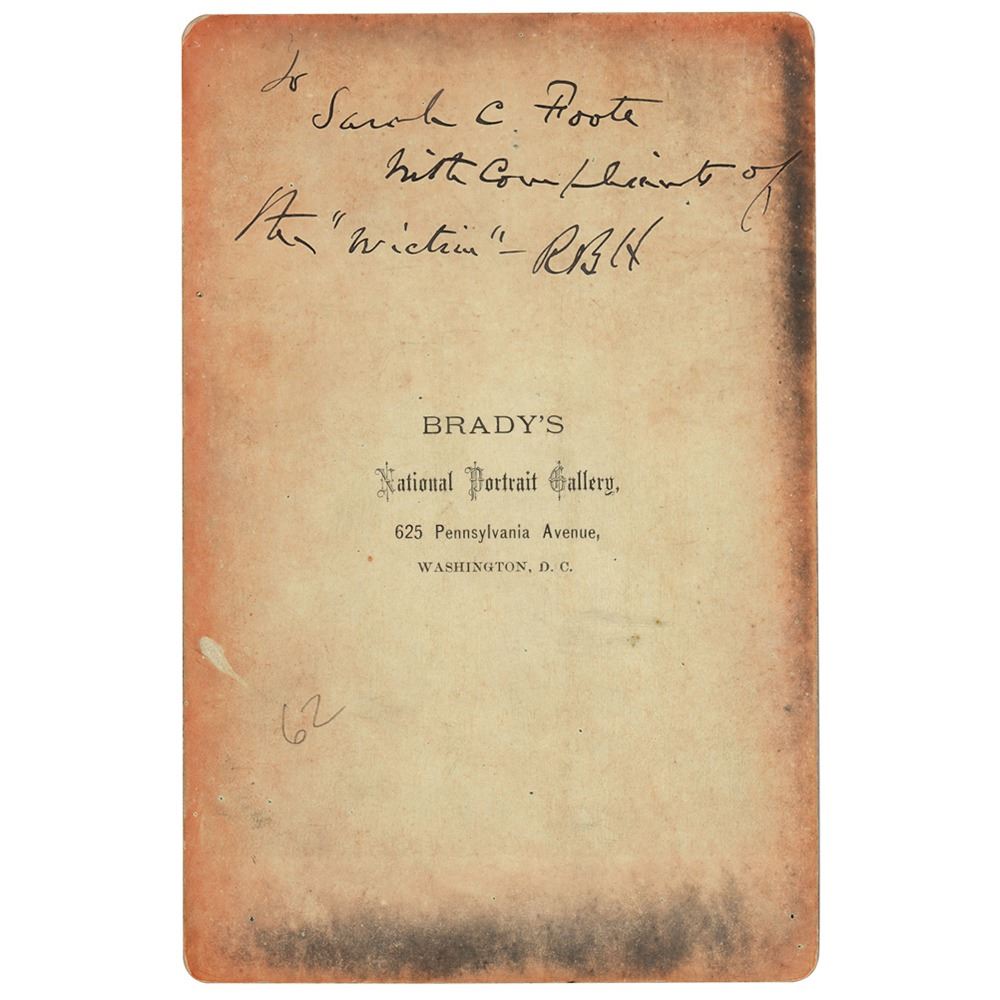 To
Sarah C. Foote
With Compliments of
the "Victim" – RBH
BRADY'S
National Portrait Gallery,
625 Pennsylvania Avenue,
WASHINGTON, D. C.
62